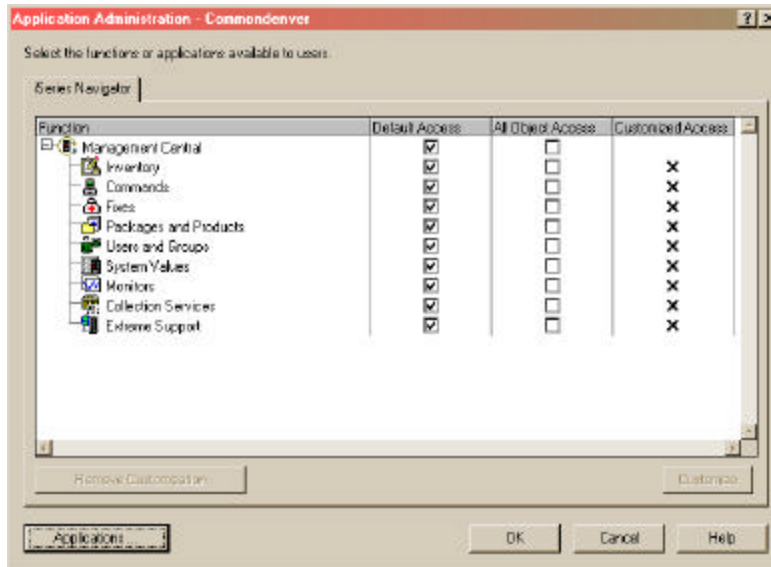 Application Administration - Commondenver
Select the functions or applications available to users.
iSeries Navigator
Function Default Access All Object Access Customized Access
Management Central
Inventory
Commands
Fixes
Packages and Products
Users and Groups
System Values
Monitors
Collection Services
Extreme Support
Remove Customization Customize
Applications ... OK Cancel Help